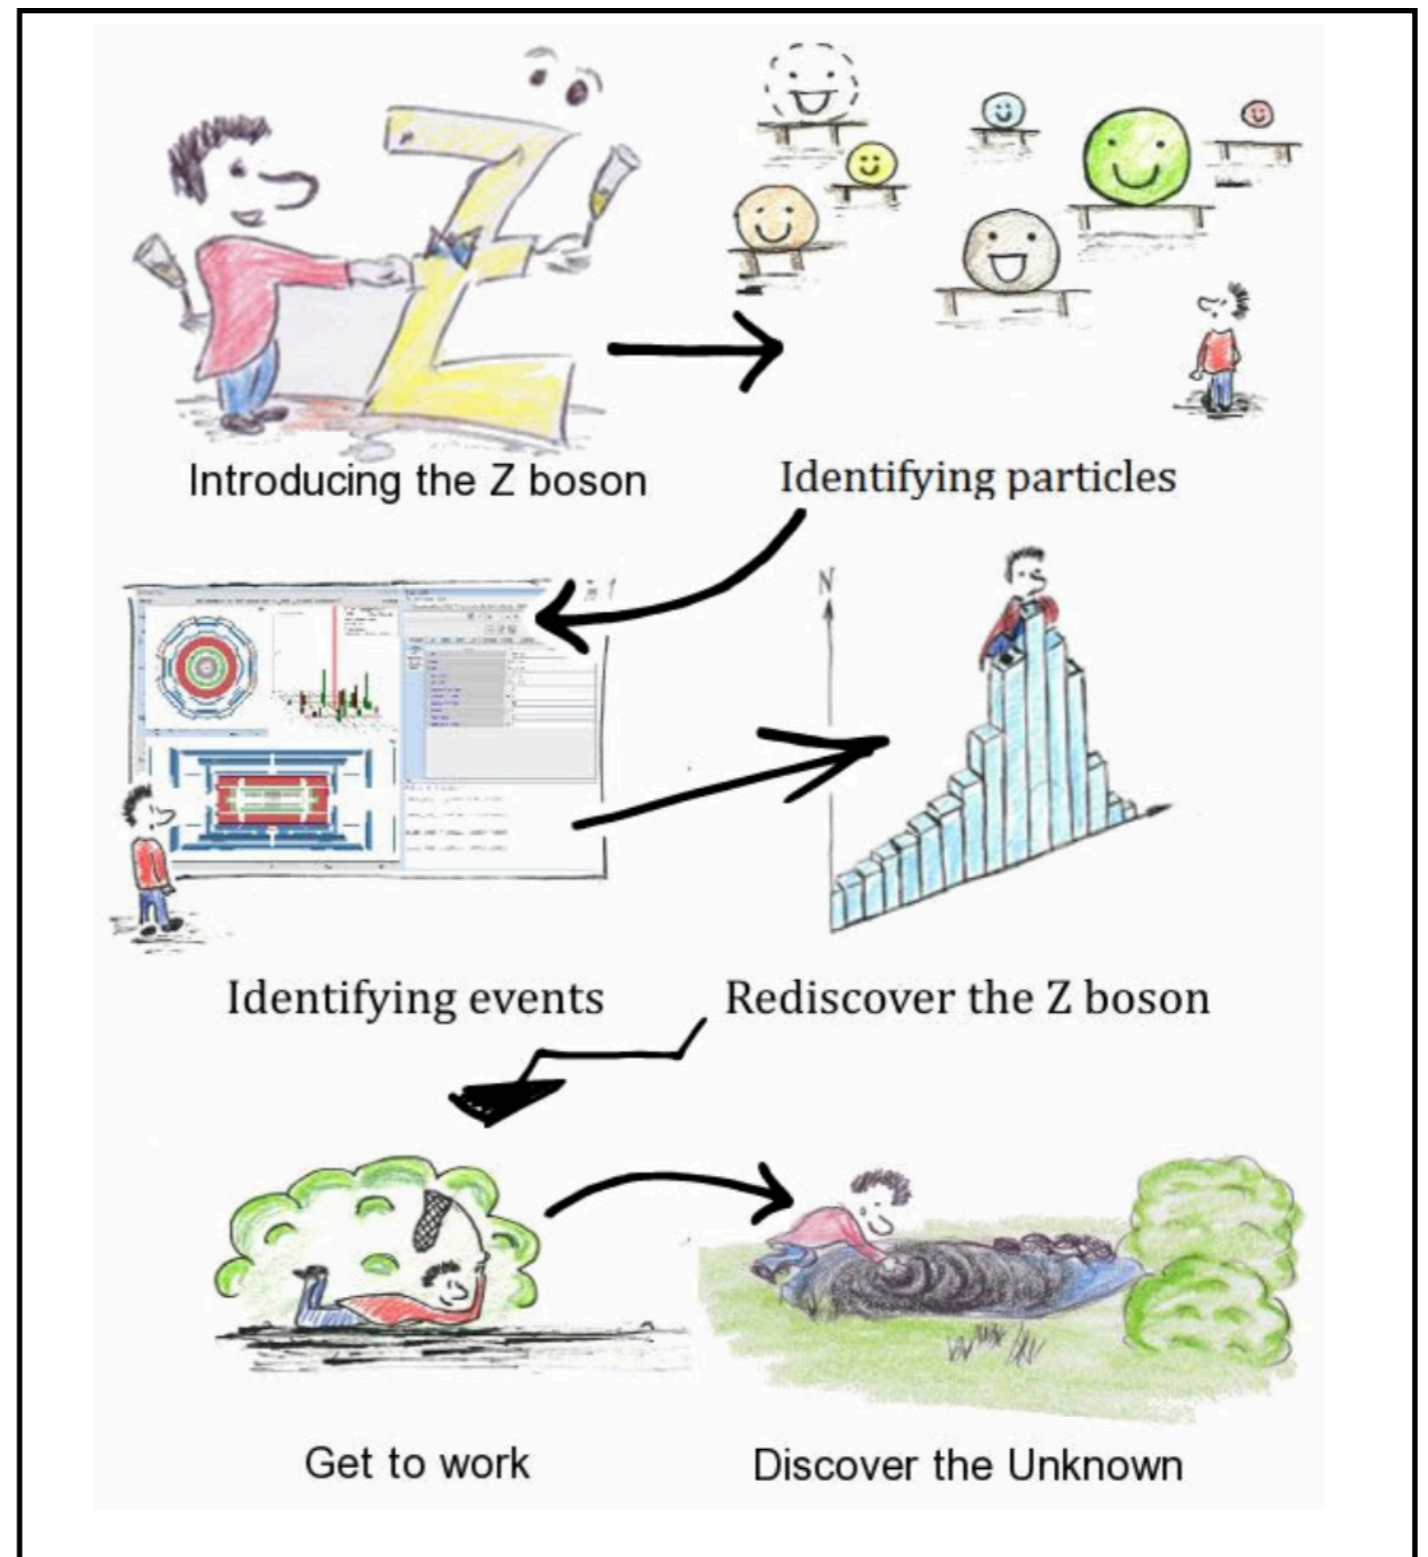 Introducing the Z boson
Identifying particles
N
Identifying events
Rediscover the Z boson
Get to work
Discover the Unknown